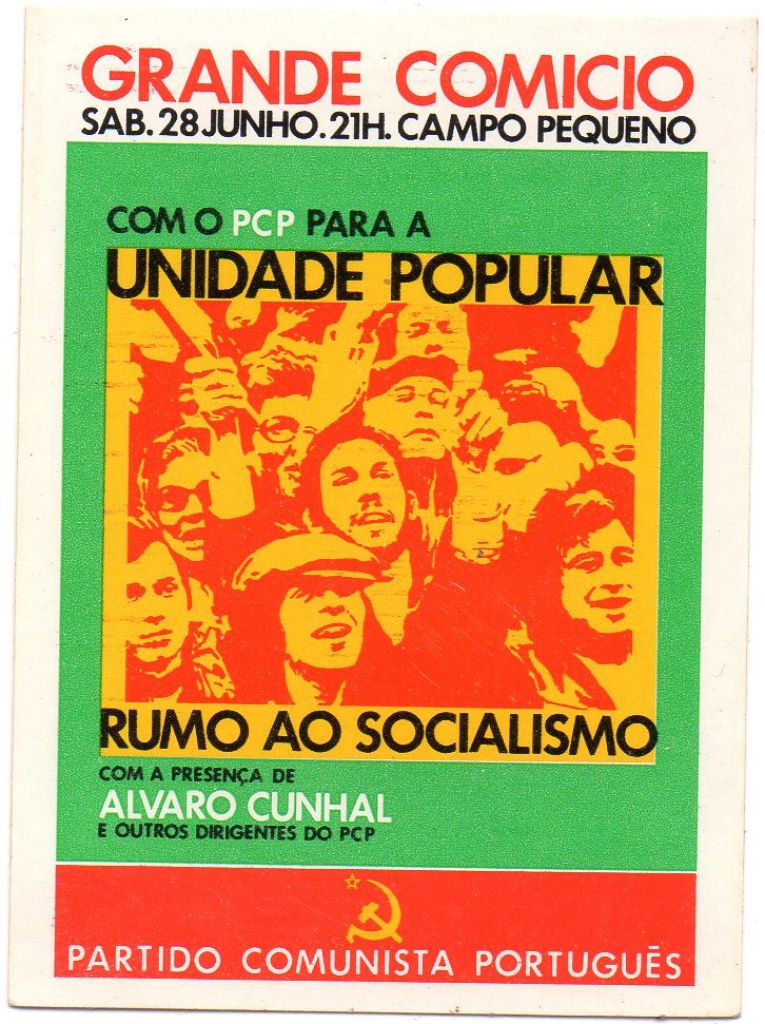 GRANDE COMICIO
SAB. 28 JUNHO. 21H. CAMPO PEQUENO
COM O PCP PARA A
UNIDADE POPULAR
RUMO AO SOCIALISMO
COM A PRESENÇA DE
ALVARO CUNHAL
E OUTROS DIRIGENTES DO PCP
PARTIDO COMUNISTA PORTUGUÊS